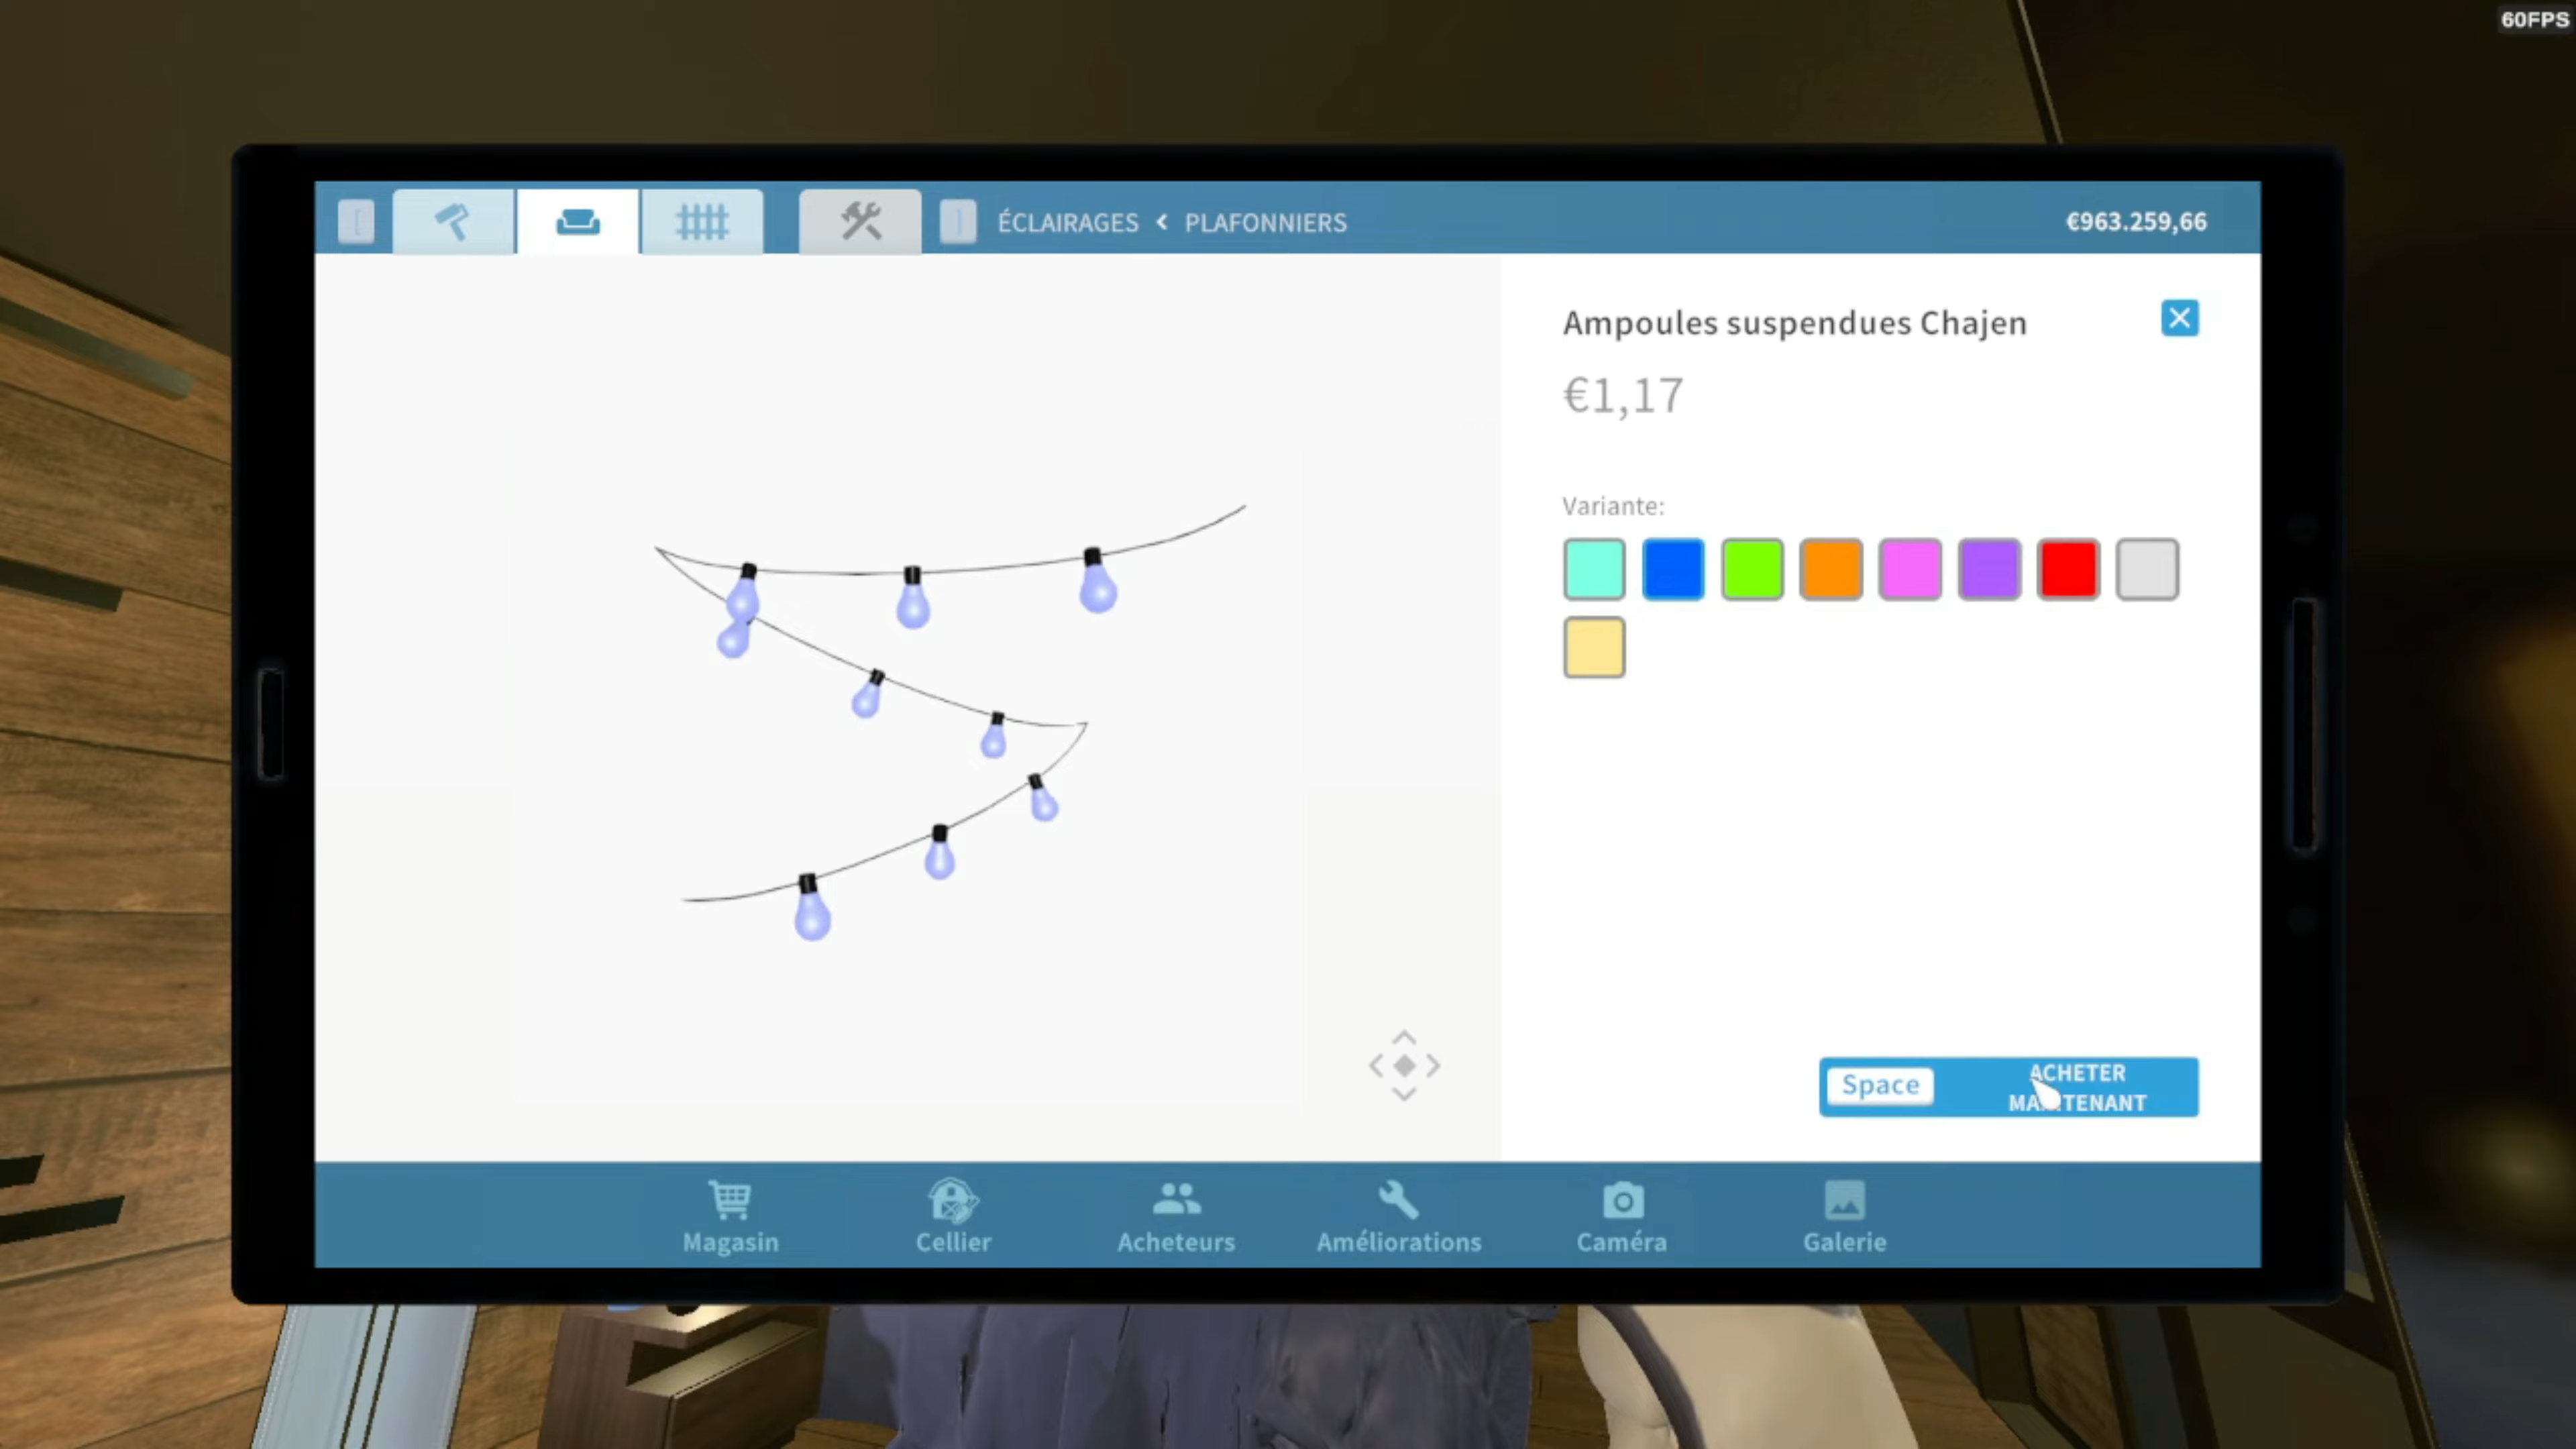 60FPS
ÉCLAIRAGES < PLAFONNIERS
€963.259,66
Ampoules suspendues Chajen
€1,17
Variante:
Space
ACHETER
MAINTENANT
Magasin
Cellier
Acheteurs
Améliorations
Caméra
Galerie